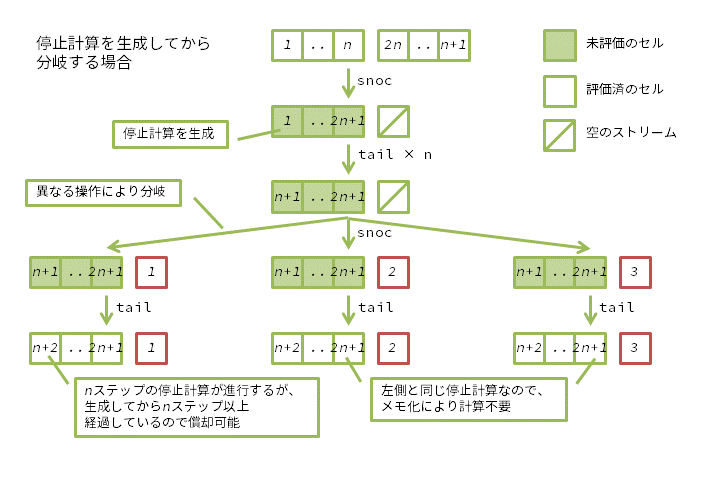 停止計算を生成してから
分岐する場合
1 .. n 2n .. n+1
未評価のセル
snoc
評価済のセル
1 .. 2n+1
停止計算を生成
空のストリーム
tail × n
異なる操作により分岐
n+1 .. 2n+1
snoc
n+1 .. 2n+1 1
n+1 .. 2n+1 2
n+1 .. 2n+1 3
tail
tail
tail
n+2 .. 2n+1 1
n+2 .. 2n+1 2
n+2 .. 2n+1 3
nステップの停止計算が進行するが、
生成してからnステップ以上
経過しているので償却可能
左側と同じ停止計算なので、
メモ化により計算不要